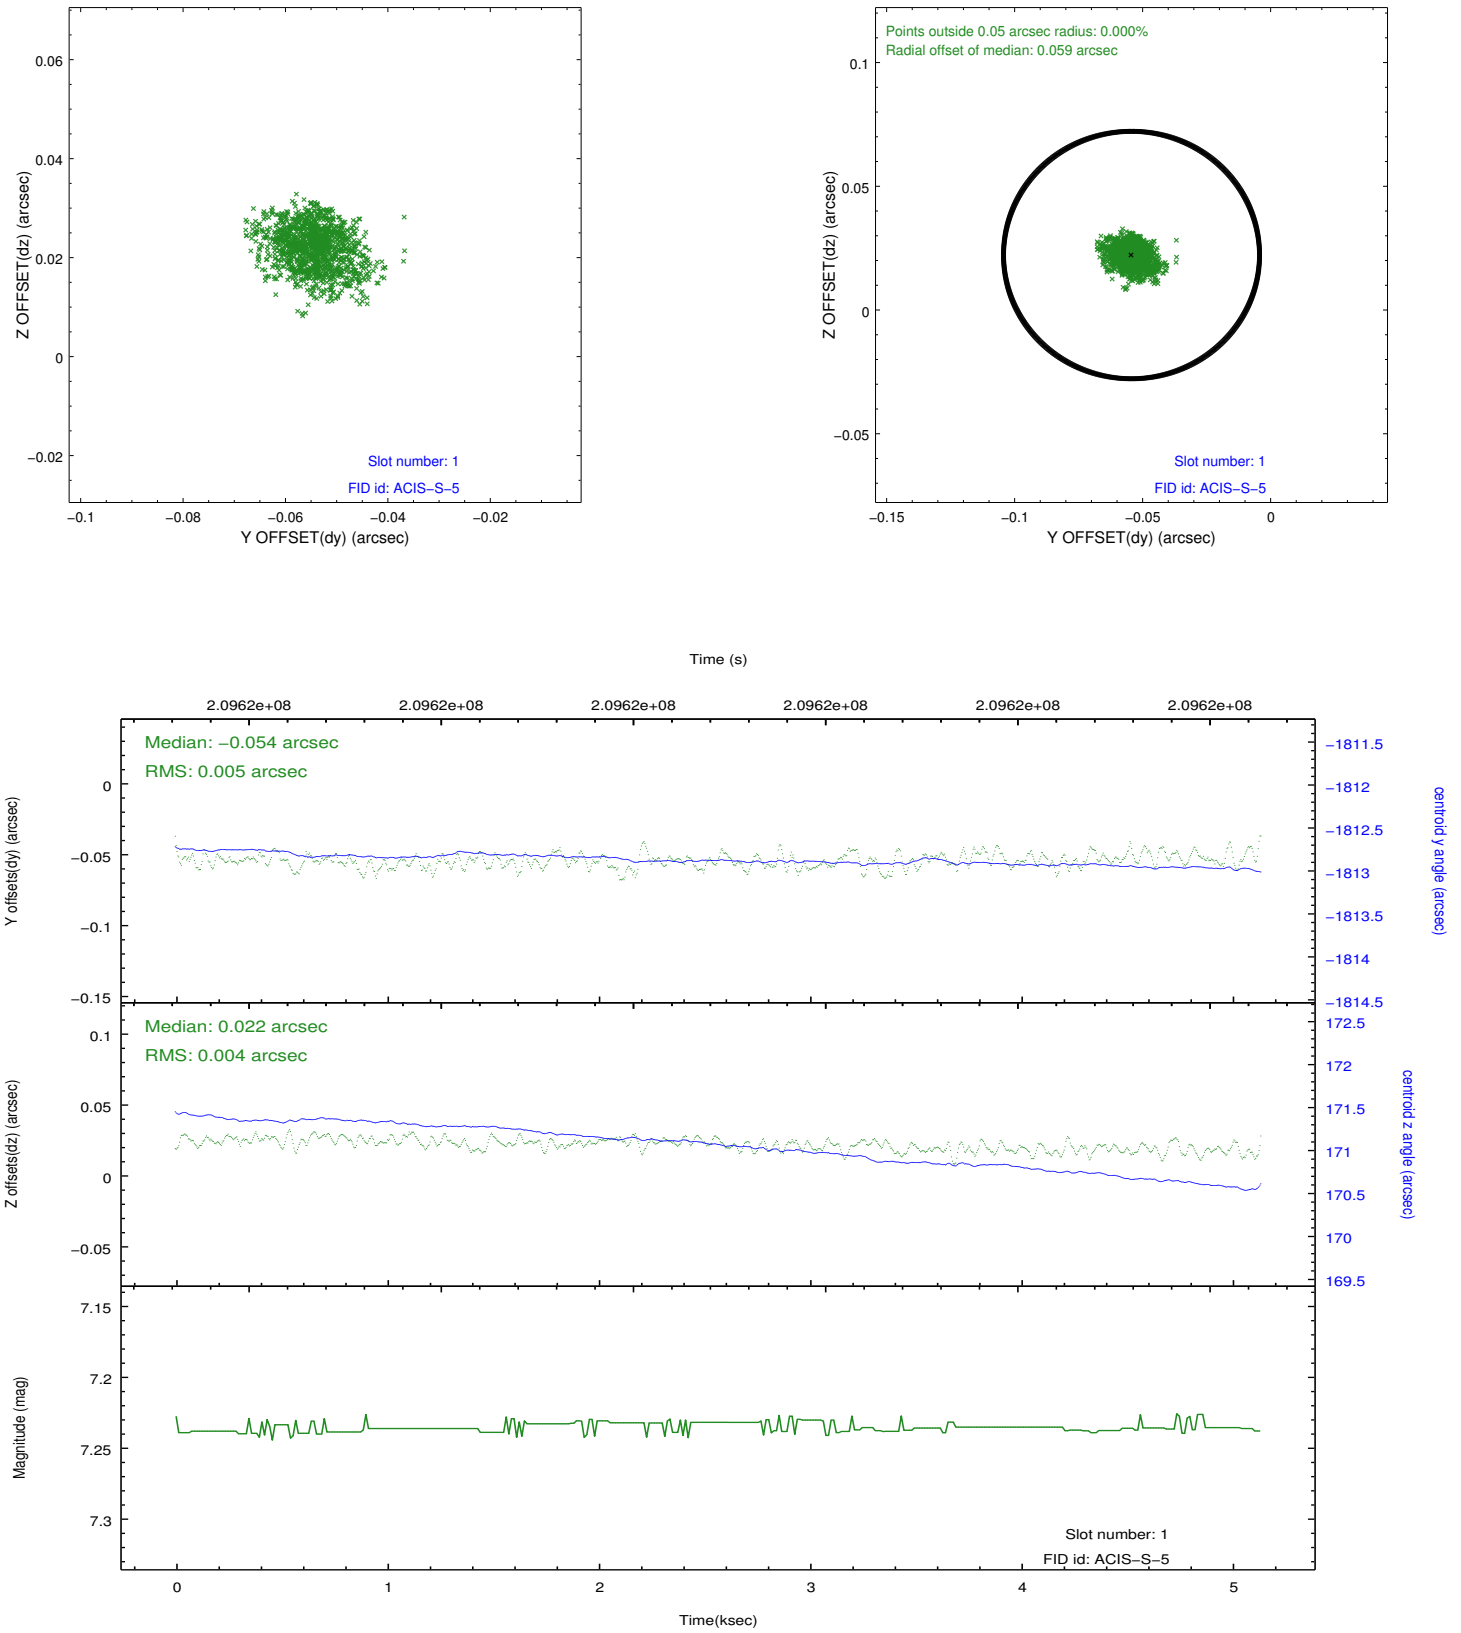 0.06
0.04
0.02
0
−0.02
Z OFFSET(dz) (arcsec)
Slot number: 1
FID id: ACIS−S−5
−0.1
−0.08
−0.06
−0.04
−0.02
Y OFFSET(dy) (arcsec)
Points outside 0.05 arcsec radius: 0.000%
Radial offset of median: 0.059 arcsec
0.1
0.05
0
−0.05
Z OFFSET(dz) (arcsec)
Slot number: 1
FID id: ACIS−S−5
−0.15
−0.1
−0.05
0
Y OFFSET(dy) (arcsec)
Time (s)
2.0962e+08
2.0962e+08
2.0962e+08
2.0962e+08
2.0962e+08
2.0962e+08
Median: −0.054 arcsec
RMS: 0.005 arcsec
0
−0.05
−0.1
−0.15
Y offsets(dy) (arcsec)
−1811.5
−1812
−1812.5
−1813
−1813.5
−1814
−1814.5
centroid y angle (arcsec)
Median: 0.022 arcsec
RMS: 0.004 arcsec
0.1
0.05
0
−0.05
Z offsets(dz) (arcsec)
172.5
172
171.5
171
170.5
170
169.5
centroid z angle (arcsec)
7.15
7.2
7.25
7.3
Magnitude (mag)
Slot number: 1
FID id: ACIS−S−5
0
1
2
3
4
5
Time(ksec)